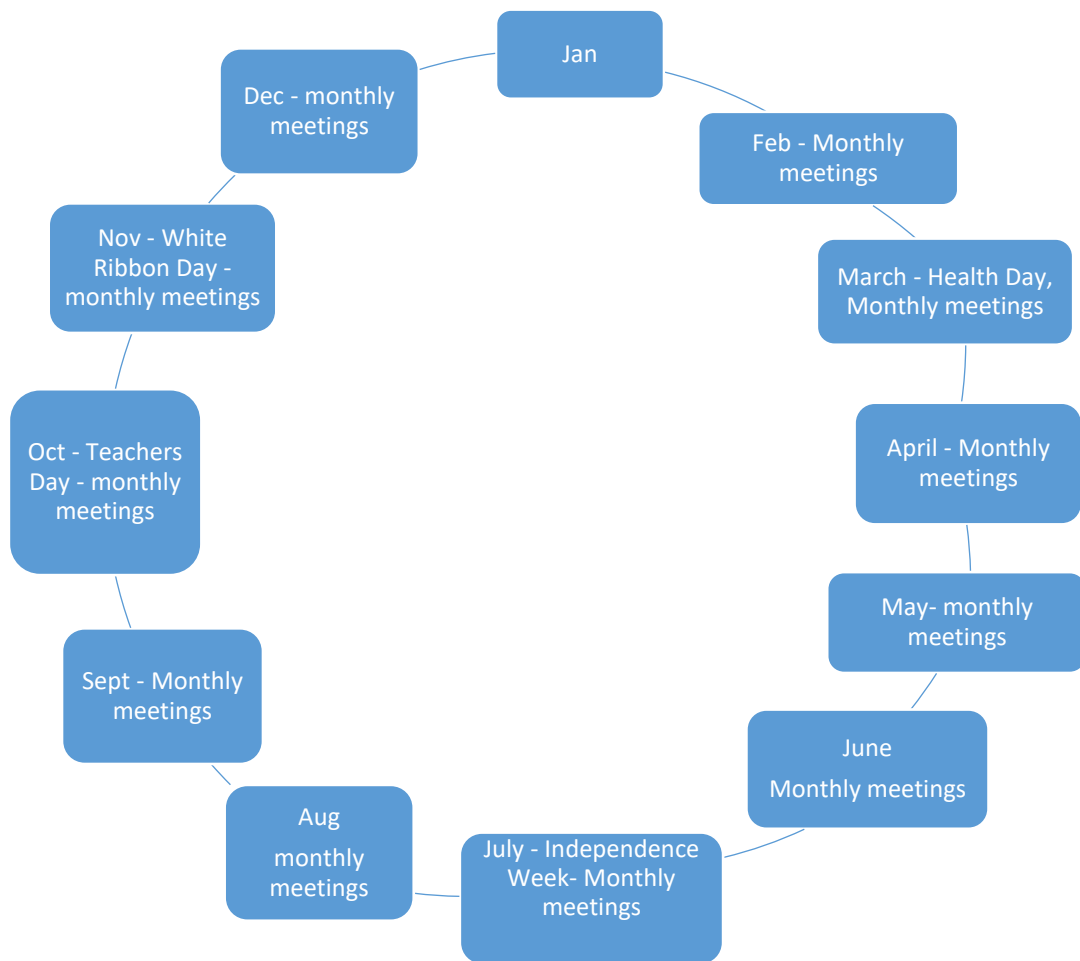 Jan
Feb - Monthly
meetings
March - Health Day,
Monthly meetings
April - Monthly
meetings
May- monthly
meetings
June
Monthly meetings
July - Independence
Week- Monthly
meetings
Aug
monthly
meetings
Sept - Monthly
meetings
Oct - Teachers
Day - monthly
meetings
Nov - White
Ribbon Day -
monthly meetings
Dec - monthly
meetings